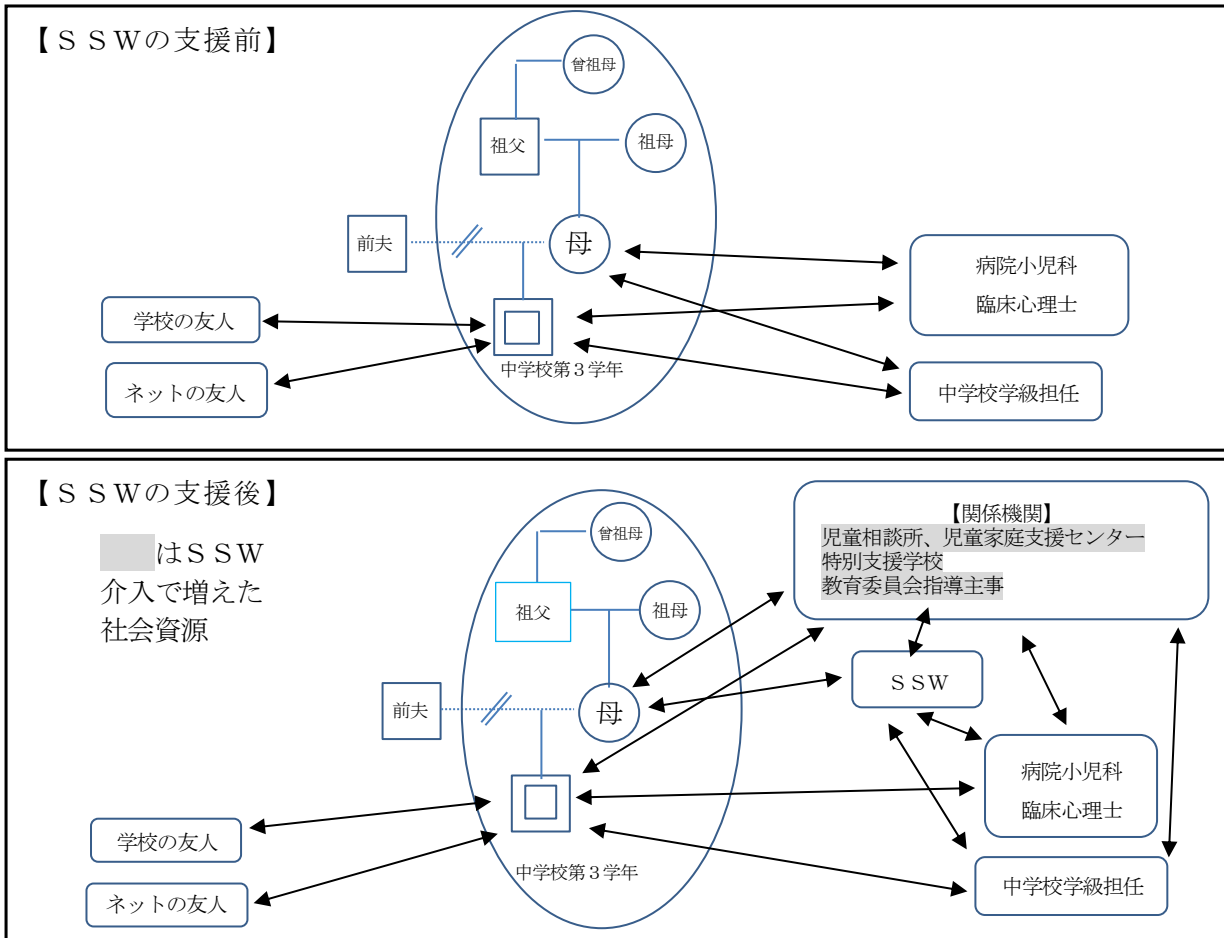 【ＳＳＷの支援前】
曾祖母
祖父
祖母
前夫
母
病院小児科
臨床心理士
学校の友人
中学校第３学年
ネットの友人
中学校学級担任
【ＳＳＷの支援後】
はＳＳＷ
介入で増えた
社会資源
【関係機関】
児童相談所、児童家庭支援センター
特別支援学校
教育委員会指導主事
曾祖母
祖父
祖母
ＳＳＷ
前夫
母
病院小児科
臨床心理士
学校の友人
中学校第３学年
中学校学級担任
ネットの友人